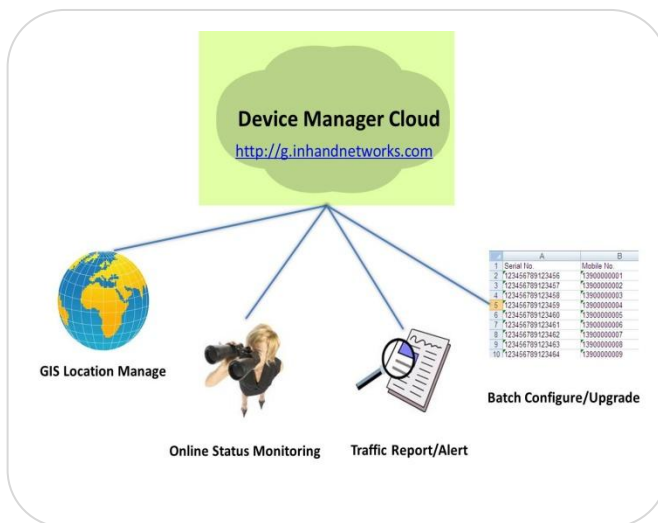 Device Manager Cloud
http://g.inhandnetworks.com
A B
1 Serial No. Mobile No.
2 123456789123456 13900000001
3 123456789123457 13900000002
4 123456789123458 13900000003
5 123456789123459 13900000004
6 123456789123460 13900000005
7 123456789123461 13900000006
8 123456789123462 13900000007
9 123456789123463 13900000008
10 123456789123464 13900000009
GIS Location Manage
Batch Configure/Upgrade
Online Status Monitoring
Traffic Report/Alert